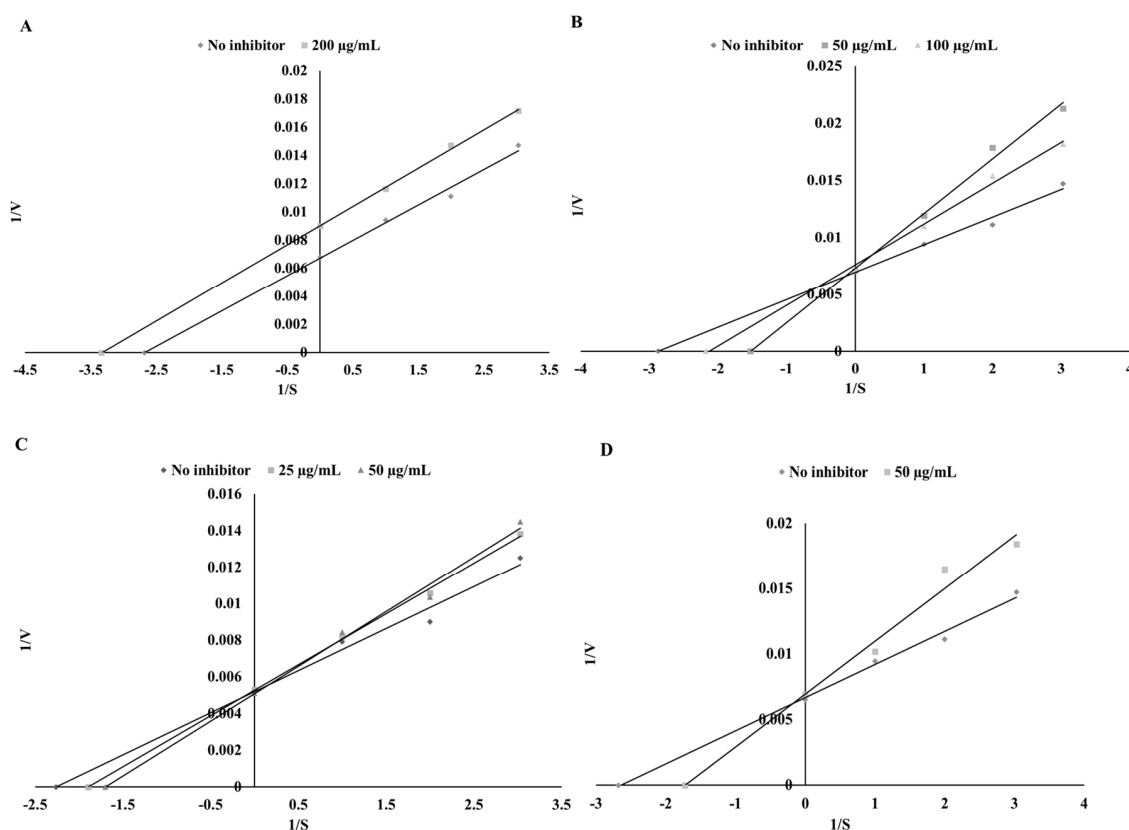 A
No inhibitor 200 µg/mL
0.02
0.018
0.016
0.014
0.012
0.01
0.008
0.006
0.004
0.002
0
1/V
-4.5 -3.5 -2.5 -1.5 -0.5 0.5 1.5 2.5 3.5
1/S
B
No inhibitor 50 µg/mL 100 µg/mL
0.025
0.02
0.015
0.01
0.005
0
1/V
-4 -3 -2 -1 0 1 2 3 4
1/S
C
No inhibitor 25 µg/mL 50 µg/mL
0.016
0.014
0.012
0.01
0.008
0.006
0.004
0.002
0
1/V
-2.5 -1.5 -0.5 0.5 1.5 2.5 3.5
1/S
D
No inhibitor 50 µg/mL
0.02
0.015
0.01
0.005
0
1/V
-3 -2 -1 0 1 2 3 4
1/S